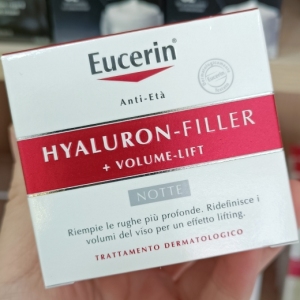 Eucerin®
Anti-Età
HYALURON-FILLER
+ VOLUME-LIFT
NOTTE
Riempie le rughe più profonde. Ridefinisce i
volumi del viso per un effetto lifting.
TRATTAMENTO DERMATOLOGICO